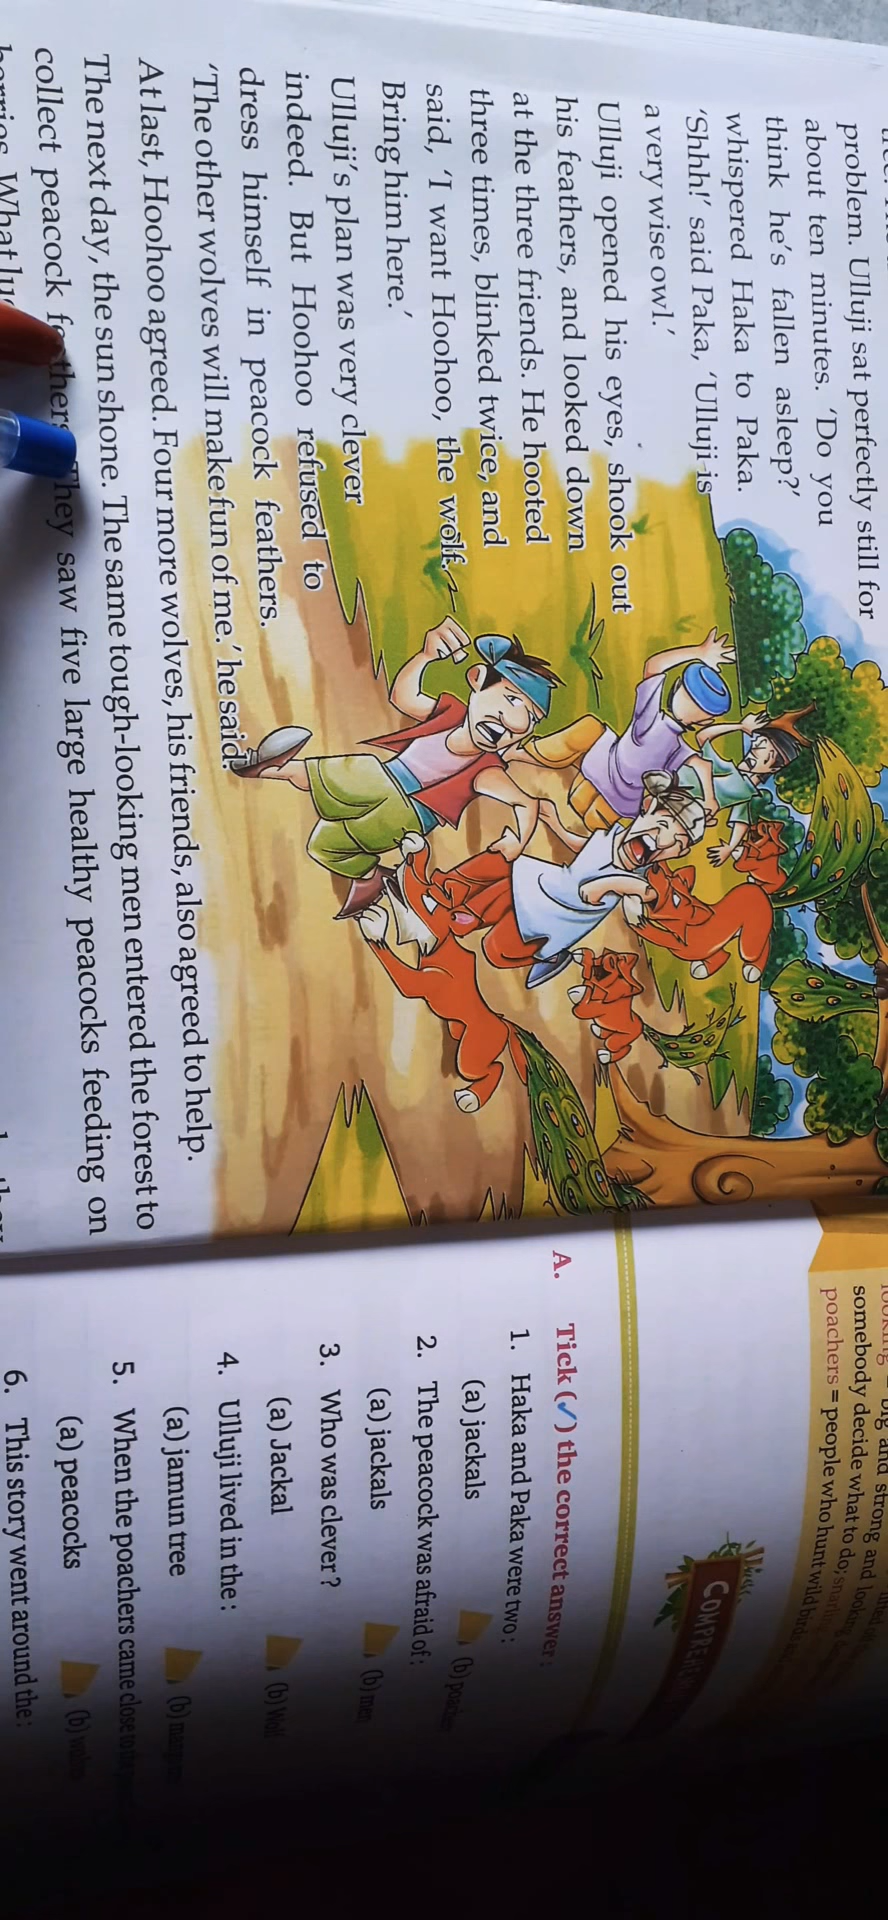 problem. Ulluji sat perfectly still for
about ten minutes. ‘Do you
think he's fallen asleep?’
whispered Haka to Paka.
‘Shhh!’ said Paka, ‘Ulluji is
a very wise owl.’
Ulluji opened his eyes, shook out
his feathers, and looked down
at the three friends. He hooted
three times, blinked twice, and
said, ‘I want Hoohoo, the wolf.
Bring him here.’
Ulluji's plan was very clever
indeed. But Hoohoo refused to
dress himself in peacock feathers.
‘The other wolves will make fun of me.’ he said.
At last, Hoohoo agreed. Four more wolves, his friends, also agreed to help.
The next day, the sun shone. The same tough-looking men entered the forest to
collect peacock feathers. They saw five large healthy peacocks feeding on
What
and strong and looking
somebody decide what to do;
poachers = people who hunt wild birds
COMPREHENSION
A. Tick (✓) the correct answer:
1. Haka and Paka were two:
(a) jackals (b)
2. The peacock was afraid of:
(a) jackals (b) men
3. Who was clever?
(a) Jackal (b) Wolf
4. Ulluji lived in the:
(a) jamun tree (b)
5. When the poachers came close to the
(a) peacocks (b) wolves
6. This story went around the: